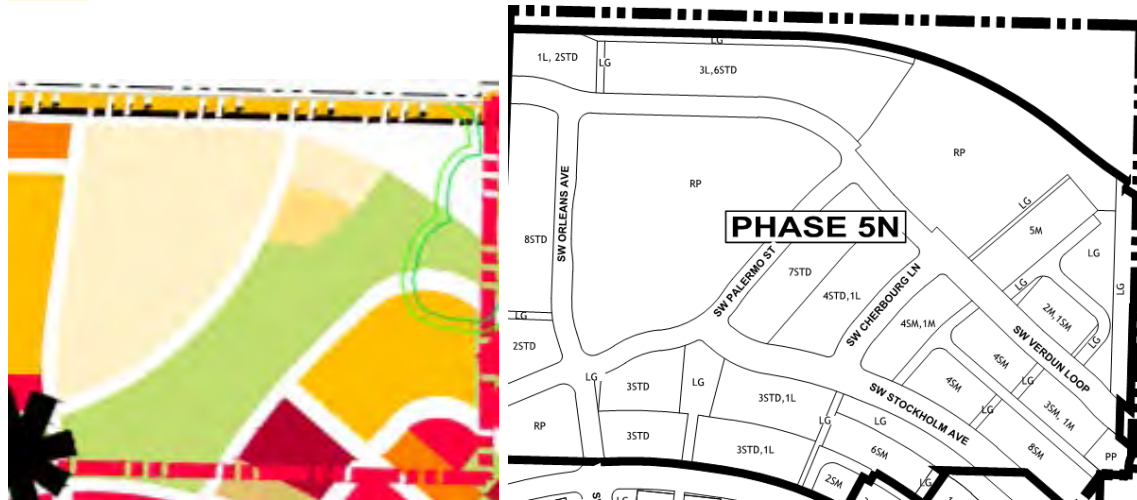 LG
1L, 2STD
LG
3L,6STD
RP
RP
SW ORLEANS AVE
PHASE 5N
LG
5M
8STD
LG
SW PALERMO ST
7STD
4STD,1L
SW CHERBOURG LN
LG
LG
LG
2M,1SM
4SM,1M
LG
2STD
SW VERDUN LOOP
LG
4SM
LG
3STD
LG
4SM
LG
3STD,1L
SW STOCKHOLM AVE
LG
3SM, 1M
LG
LG
RP
3STD
3STD,1L
6SM
8SM
PP
2SM
LG
LG
S